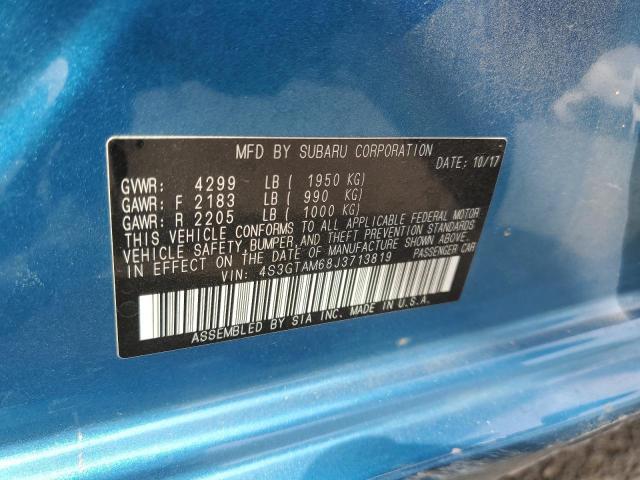 MFD BY SUBARU CORPORATION
DATE: 10/17
GVWR: 4299 LB ( 1950 KG)
GAWR: F 2183 LB ( 990 KG)
GAWR: R 2205 LB ( 1000 KG)
THIS VEHICLE CONFORMS TO ALL APPLICABLE FEDERAL MOTOR
VEHICLE SAFETY, BUMPER, AND THEFT PREVENTION STANDARDS
IN EFFECT ON THE DATE OF MANUFACTURE SHOWN ABOVE.
VIN: 4S3GTAM68J3713819 PASSENGER CAR
ASSEMBLED BY SIA INC. MADE IN U.S.A.